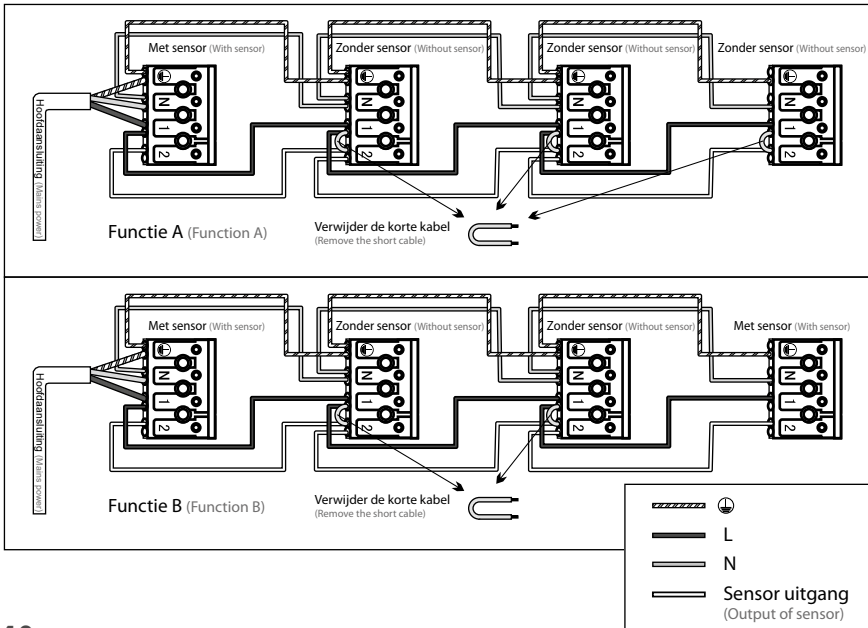 Met sensor (With sensor)
Zonder sensor (Without sensor)
Zonder sensor (Without sensor)
Zonder sensor (Without sensor)
Hoofdaansluiting (Mains power)
N
1
2
N
1
2
N
1
2
N
1
2
Functie A (Function A)
Verwijder de korte kabel
(Remove the short cable)
Met sensor (With sensor)
Zonder sensor (Without sensor)
Zonder sensor (Without sensor)
Met sensor (With sensor)
Hoofdaansluiting (Mains power)
N
1
2
N
1
2
N
1
2
N
1
2
Functie B (Function B)
Verwijder de korte kabel
(Remove the short cable)
L
N
Sensor uitgang
(Output of sensor)